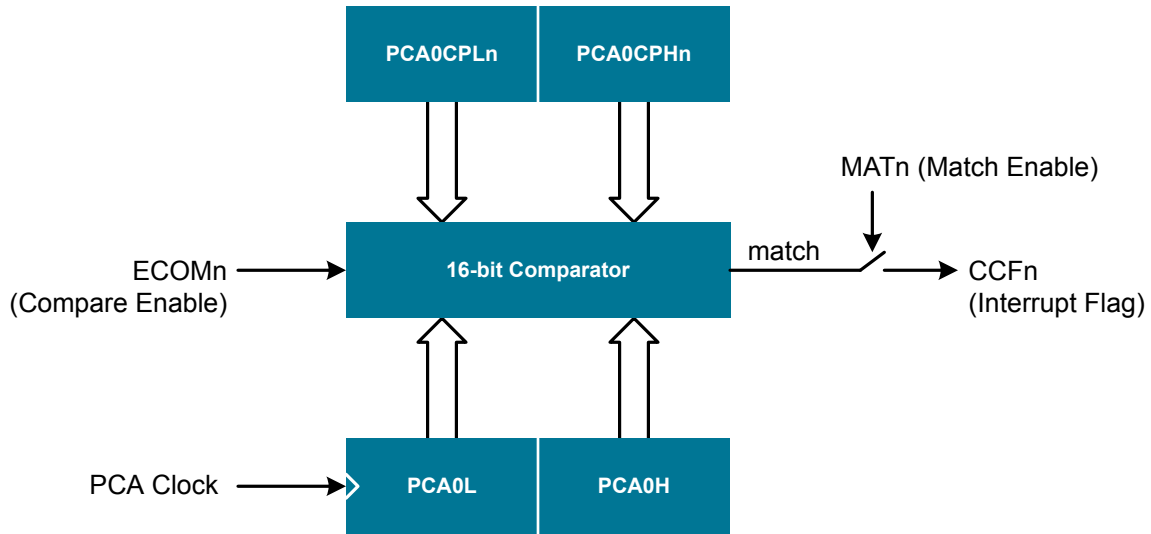 PCA0CPLn
PCA0CPHn
MATn (Match Enable)
ECOMn
(Compare Enable)
16-bit Comparator
match
CCFn
(Interrupt Flag)
PCA Clock
PCA0L
PCA0H